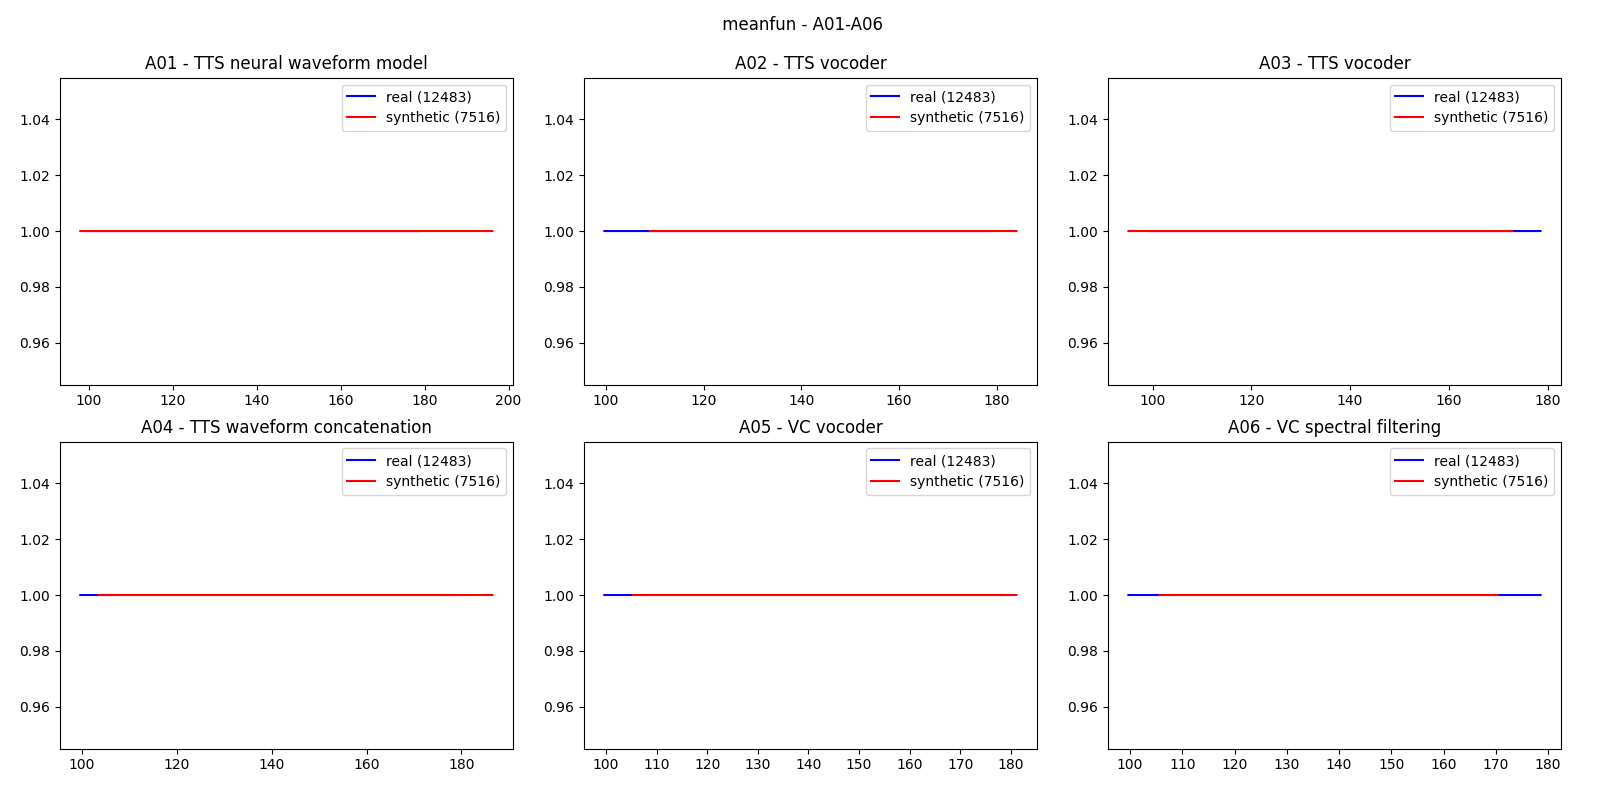 meanfun - A01-A06
A01 - TTS neural waveform model
real (12483)
synthetic (7516)
1.04
1.02
1.00
0.98
0.96
100 120 140 160 180 200
A02 - TTS vocoder
real (12483)
synthetic (7516)
1.04
1.02
1.00
0.98
0.96
100 120 140 160 180
A03 - TTS vocoder
real (12483)
synthetic (7516)
1.04
1.02
1.00
0.98
0.96
100 120 140 160 180
A04 - TTS waveform concatenation
real (12483)
synthetic (7516)
1.04
1.02
1.00
0.98
0.96
100 120 140 160 180
A05 - VC vocoder
real (12483)
synthetic (7516)
1.04
1.02
1.00
0.98
0.96
100 110 120 130 140 150 160 170 180
A06 - VC spectral filtering
real (12483)
synthetic (7516)
1.04
1.02
1.00
0.98
0.96
100 110 120 130 140 150 160 170 180